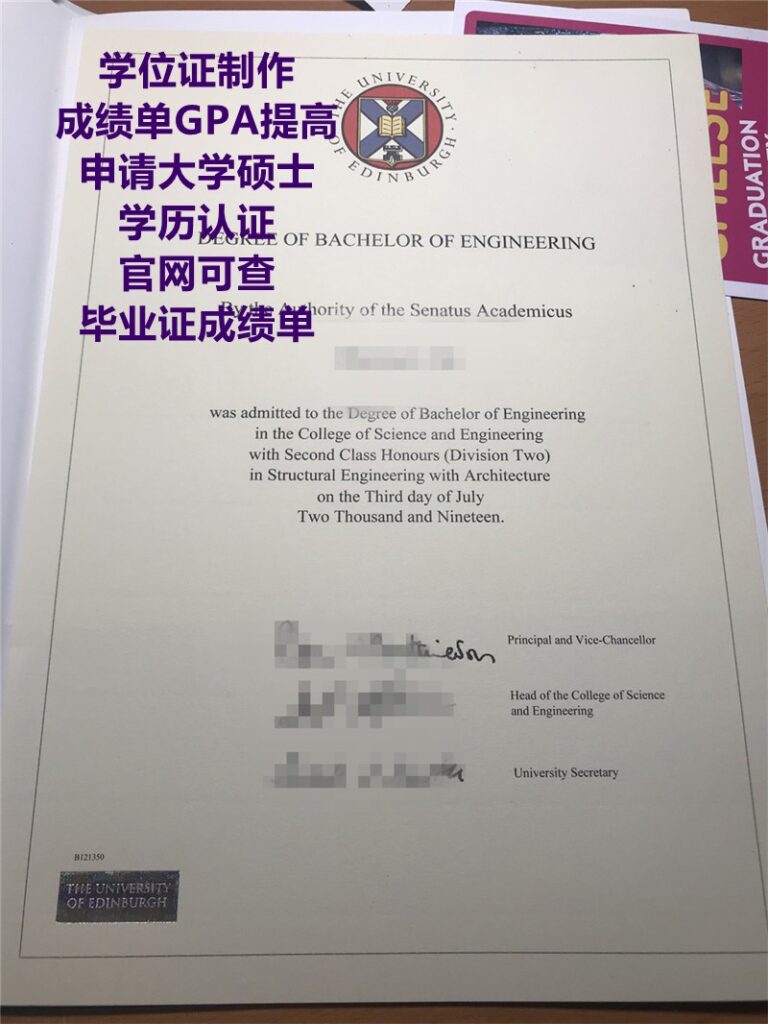 学位证制作
成绩单GPA提高
申请大学硕士
学历认证
官网可查
毕业证成绩单
THE UNIVERSITY OF EDINBURGH
GRADUATION
DEGREE OF BACHELOR OF ENGINEERING
By the Authority of the Senatus Academicus
was admitted to the Degree of Bachelor of Engineering
in the College of Science and Engineering
with Second Class Honours (Division Two)
in Structural Engineering with Architecture
on the Third day of July
Two Thousand and Nineteen.
Principal and Vice-Chancellor
Head of the College of Science
and Engineering
University Secretary
B121350
THE UNIVERSITY
OF EDINBURGH